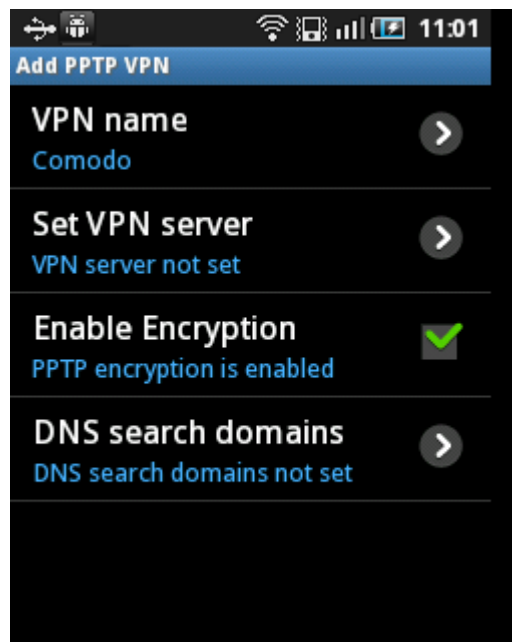 11:01
Add PPTP VPN
VPN name
Comodo
Set VPN server
VPN server not set
Enable Encryption
PPTP encryption is enabled
DNS search domains
DNS search domains not set